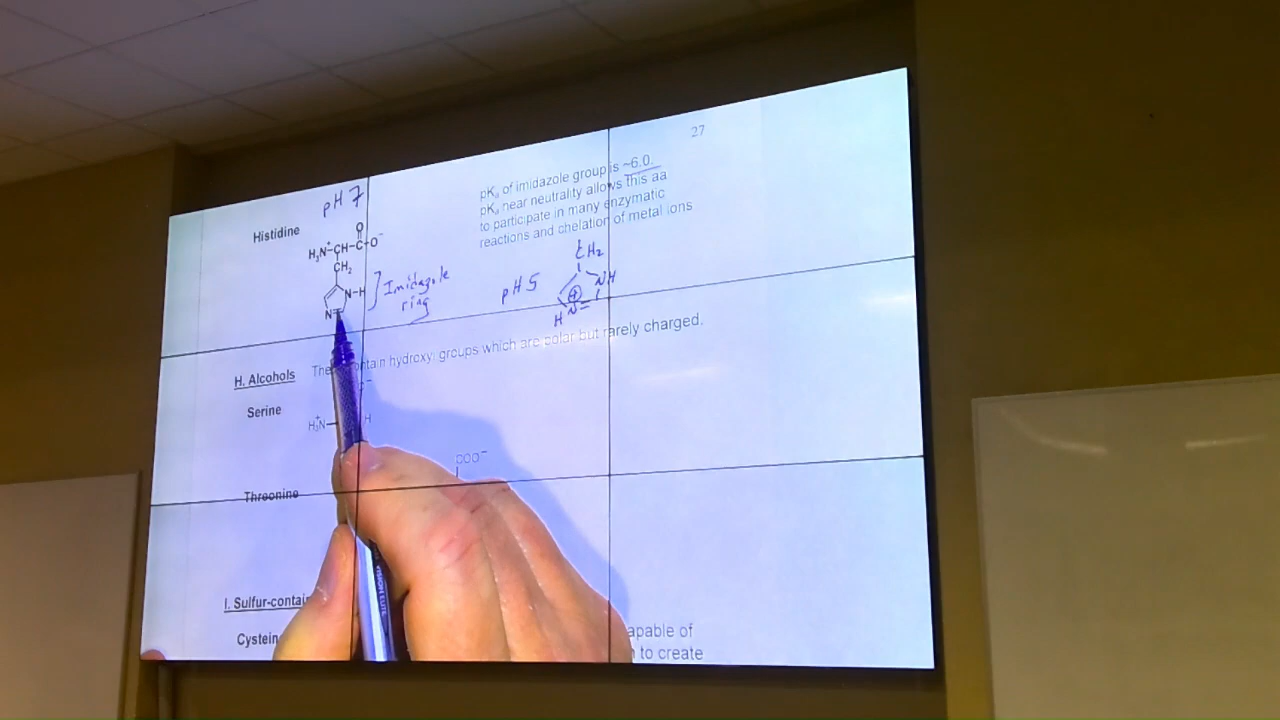 27
pH 7
pKa of imidazole group is ~6.0.
pKa near neutrality allows this aa
to participate in many enzymatic
reactions and chelation of metal ions
Histidine
O
H3N+-CH-C-O-
CH2
N-H
N
} Imidazole
ring
pH 5
CH2
NH
+
H N
H. Alcohols
contain hydroxyl groups which are polar but rarely charged.
Serine
H3N+
H
COO-
Threonine
I. Sulfur-contai
Cystein
apable of
to create
VISION ELITE